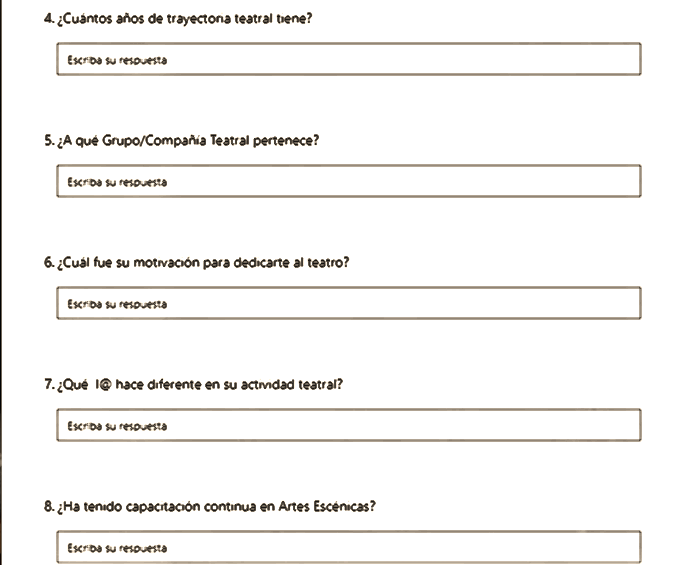 4. ¿Cuántos años de trayectoria teatral tiene?
Escriba su respuesta
5. ¿A qué Grupo/Compañía Teatral pertenece?
Escriba su respuesta
6. ¿Cuál fue su motivación para dedicarte al teatro?
Escriba su respuesta
7. ¿Qué l@ hace diferente en su actividad teatral?
Escriba su respuesta
8. ¿Ha tenido capacitación continua en Artes Escénicas?
Escriba su respuesta